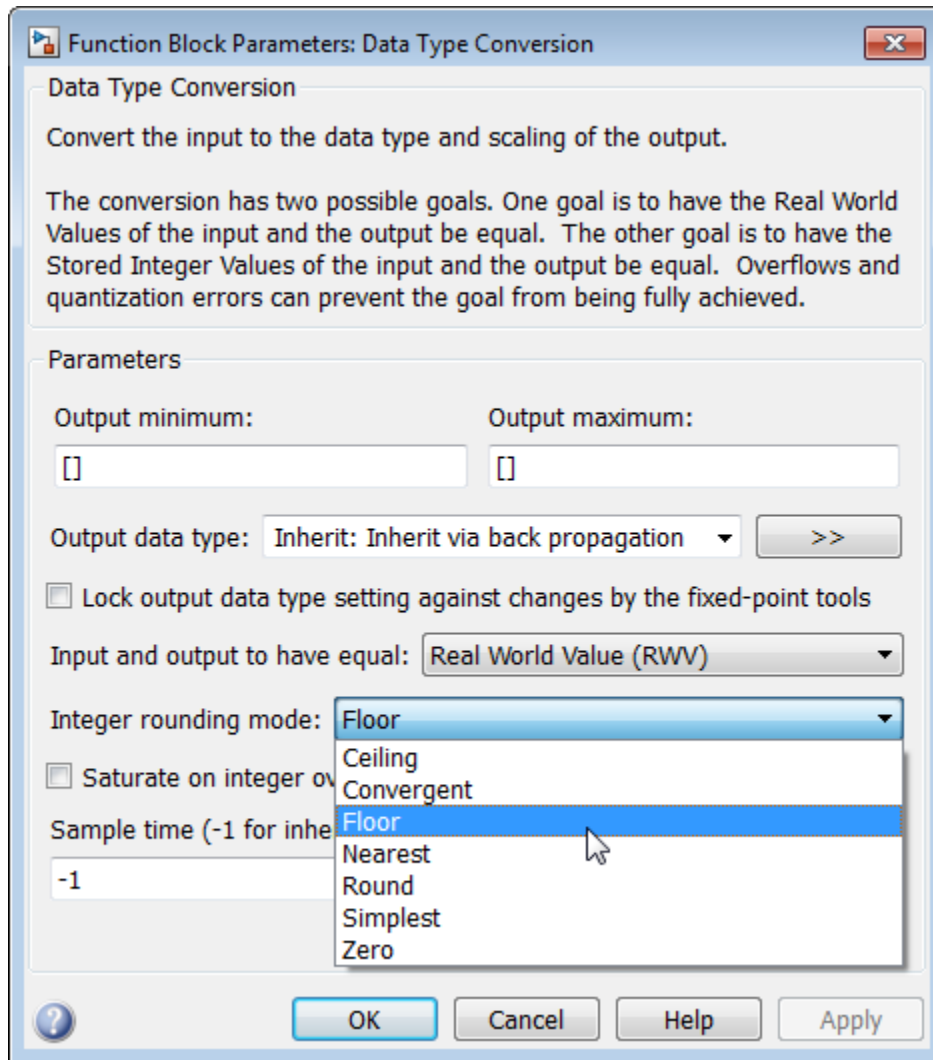 Function Block Parameters: Data Type Conversion
Data Type Conversion
Convert the input to the data type and scaling of the output.
The conversion has two possible goals. One goal is to have the Real World
Values of the input and the output be equal.  The other goal is to have the
Stored Integer Values of the input and the output be equal.  Overflows and
quantization errors can prevent the goal from being fully achieved.
Parameters
Output minimum: Output maximum:
[] []
Output data type: Inherit: Inherit via back propagation >>
Lock output data type setting against changes by the fixed-point tools
Input and output to have equal: Real World Value (RWV)
Integer rounding mode: Floor
Ceiling
Saturate on integer
Convergent
Floor
Sample time (-1 for
Nearest
-1 Round
Simplest
Zero
? OK Cancel Help Apply